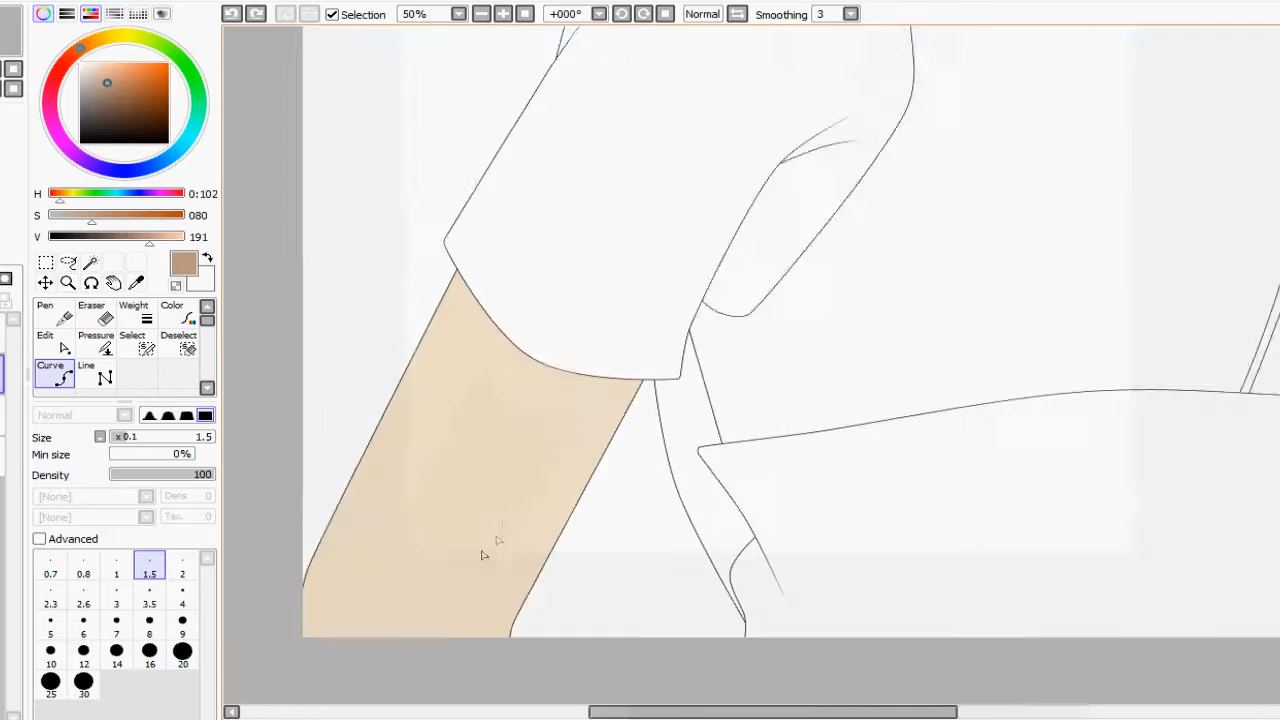 Selection 50% +000° Normal Smoothing 3
H 0:102
S 080
V 191
Pen Eraser Weight Color
Edit Pressure Select Deselect
Curve Line
Normal
Size x 0.1 1.5
Min size 0%
Density 100
[None] Dens 0
[None] Tex. 0
Advanced
0.7 0.8 1 1.5 2
2.3 2.6 3 3.5 4
5 6 7 8 9
10 12 14 16 20
25 30